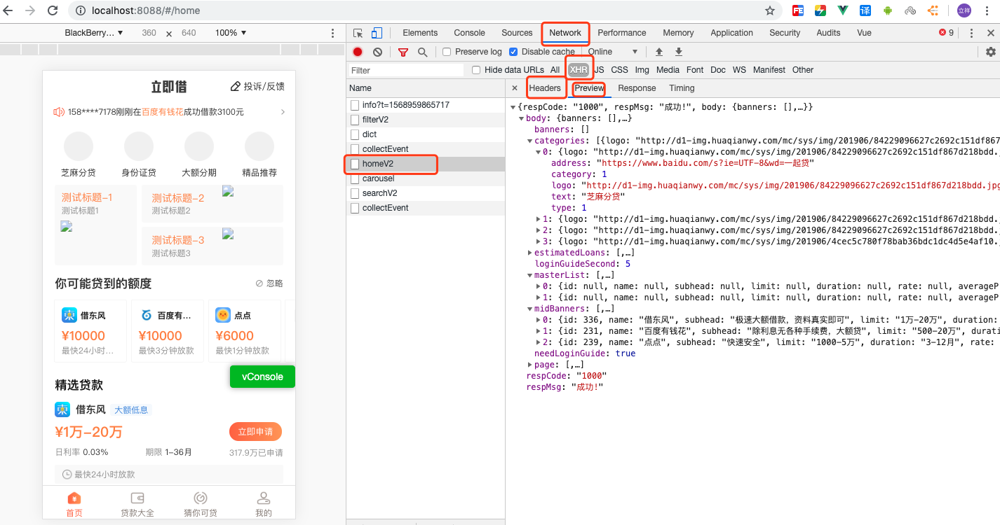 localhost:8088/#/home
立祥
BlackBerry… ▼ 360 × 640 100% ▼
Elements Console Sources Network Performance Memory Application Security Audits Vue 9
Preserve log Disable cache Online ▼
Filter Hide data URLs All XHR JS CSS Img Media Font Doc WS Manifest Other
Name
× Headers Preview Response Timing
info?t=1568959865717
filterV2
dict
collectEvent
homeV2
carousel
searchV2
collectEvent
{respCode: "1000", respMsg: "成功!", body: {banners: [],…}}
body: {banners: [],…}
banners: []
categories: [{logo: "http://d1-img.huaqianwy.com/mc/sys/img/201906/84229096627c2692c151df867
0: {logo: "http://d1-img.huaqianwy.com/mc/sys/img/201906/84229096627c2692c151df867d218bdd.
address: "https://www.baidu.com/s?ie=UTF-8&wd=一起贷"
category: 1
logo: "http://d1-img.huaqianwy.com/mc/sys/img/201906/84229096627c2692c151df867d218bdd.jpg
text: "芝麻分贷"
type: 1
1: {logo: "http://d1-img.huaqianwy.com/mc/sys/img/201906/84229096627c2692c151df867d218bdd.
2: {logo: "http://d1-img.huaqianwy.com/mc/sys/img/201906/84229096627c2692c151df867d218bdd.
3: {logo: "http://d1-img.huaqianwy.com/mc/sys/img/201906/4cec5c780f78bab36bdc1dc4d5e4af10.
estimatedLoans: [,…]
loginGuideSecond: 5
masterList: [,…]
0: {id: null, name: null, subhead: null, limit: null, duration: null, rate: null, averageP
1: {id: null, name: null, subhead: null, limit: null, duration: null, rate: null, averageP
midBanners: [,…]
0: {id: 336, name: "借东风", subhead: "极速大额借款，资料真实即可", limit: "1万-20万", duration:
1: {id: 231, name: "百度有钱花", subhead: "除利息无各种手续费，大额贷", limit: "500-20万", durati
2: {id: 239, name: "点点", subhead: "快速安全", limit: "1000-5万", duration: "3-12月", rate:
needLoginGuide: true
page: [,…]
respCode: "1000"
respMsg: "成功!"
立即借 投诉/反馈
158****7178刚刚在百度有钱花成功借款3100元
芝麻分贷 身份证贷 大额分期 精品推荐
测试标题-1
测试标题1
测试标题-2
测试标题2
测试标题-3
测试标题3
你可能贷到的额度 忽略
借东风 百度有... 点点
¥10000 ¥10000 ¥6000
最快24小时... 最快3分钟放款 最快1分钟放款
vConsole
精选贷款
借东风 大额低息
¥1万-20万 立即申请
日利率 0.03% 期限 1-36月 317.9万已申请
最快24小时放款
首页 贷款大全 猜你可贷 我的